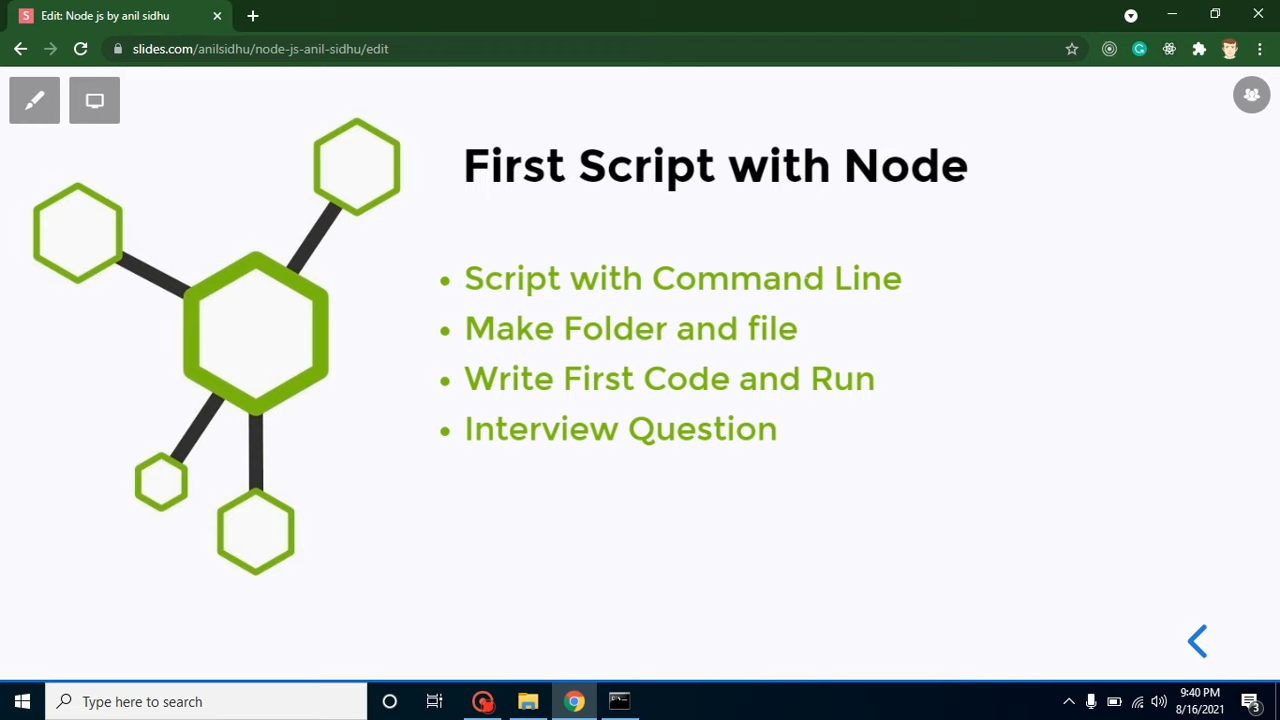 Edit: Node js by anil sidhu
slides.com/anilsidhu/node-js-anil-sidhu/edit
First Script with Node
• Script with Command Line
• Make Folder and file
• Write First Code and Run
• Interview Question
Type here to search
9:40 PM
8/16/2021
3